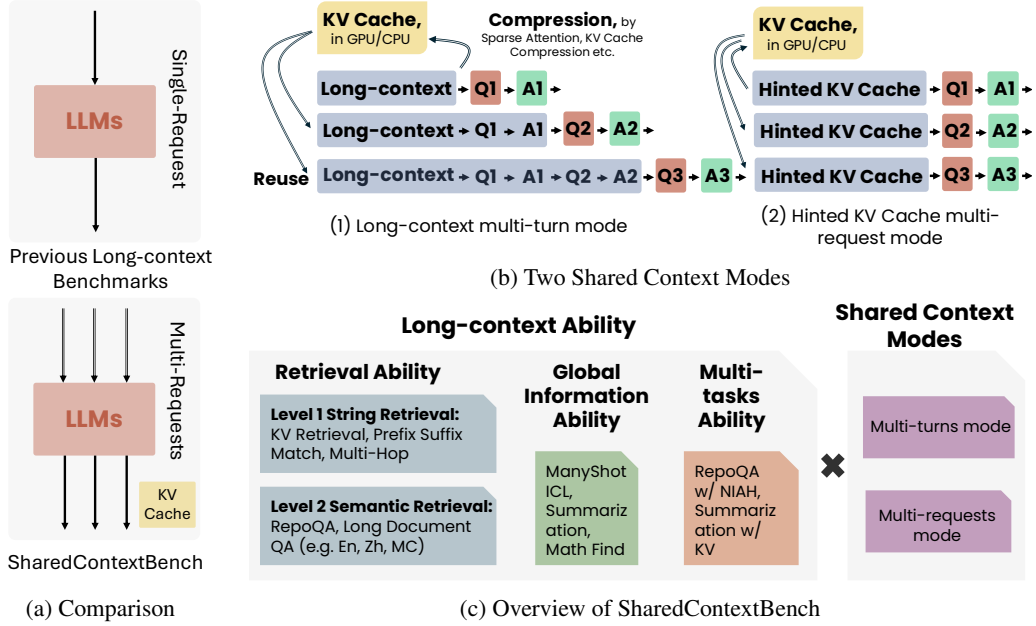 Single-Request
LLMs
Previous Long-context
Benchmarks
Multi-Requests
LLMs
KV
Cache
SharedContextBench
(a) Comparison
KV Cache,
in GPU/CPU
Compression, by
Sparse Attention, KV Cache
Compression etc.
Long-context Q1 A1
Long-context Q1 A1 Q2 A2
Reuse Long-context Q1 A1 Q2 A2 Q3 A3
(1) Long-context multi-turn mode
KV Cache,
in GPU/CPU
Hinted KV Cache Q1 A1
Hinted KV Cache Q2 A2
Hinted KV Cache Q3 A3
(2) Hinted KV Cache multi-
request mode
(b) Two Shared Context Modes
Long-context Ability
Retrieval Ability
Level 1 String Retrieval:
KV Retrieval, Prefix Suffix
Match, Multi-Hop
Level 2 Semantic Retrieval:
RepoQA, Long Document
QA (e.g. En, Zh, MC)
Global
Information
Ability
ManyShot
ICL,
Summariz
ation,
Math Find
Multi-
tasks
Ability
RepoQA
w/ NIAH,
Summariz
ation w/
KV
Shared Context
Modes
Multi-turns mode
Multi-requests
mode
(c) Overview of SharedContextBench